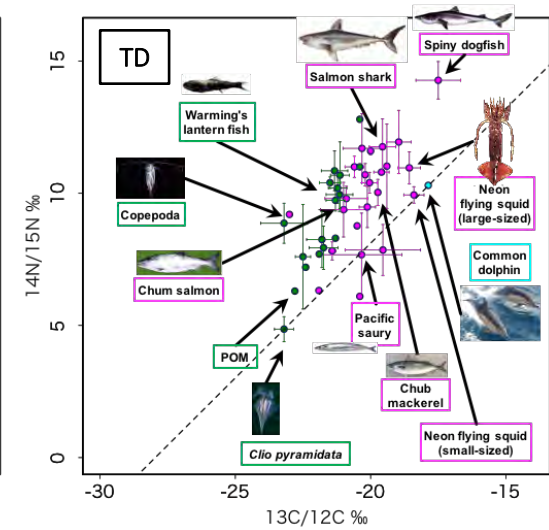 TD
Spiny dogfish
Salmon shark
Warming's
lantern fish
Copepoda
Chum salmon
Neon
flying squid
(large-sized)
Common
dolphin
Pacific
saury
POM
Chub
mackerel
Clio pyramidata
Neon flying squid
(small-sized)
14N/15N ‰
15
10
5
0
-30
-25
-20
-15
13C/12C ‰